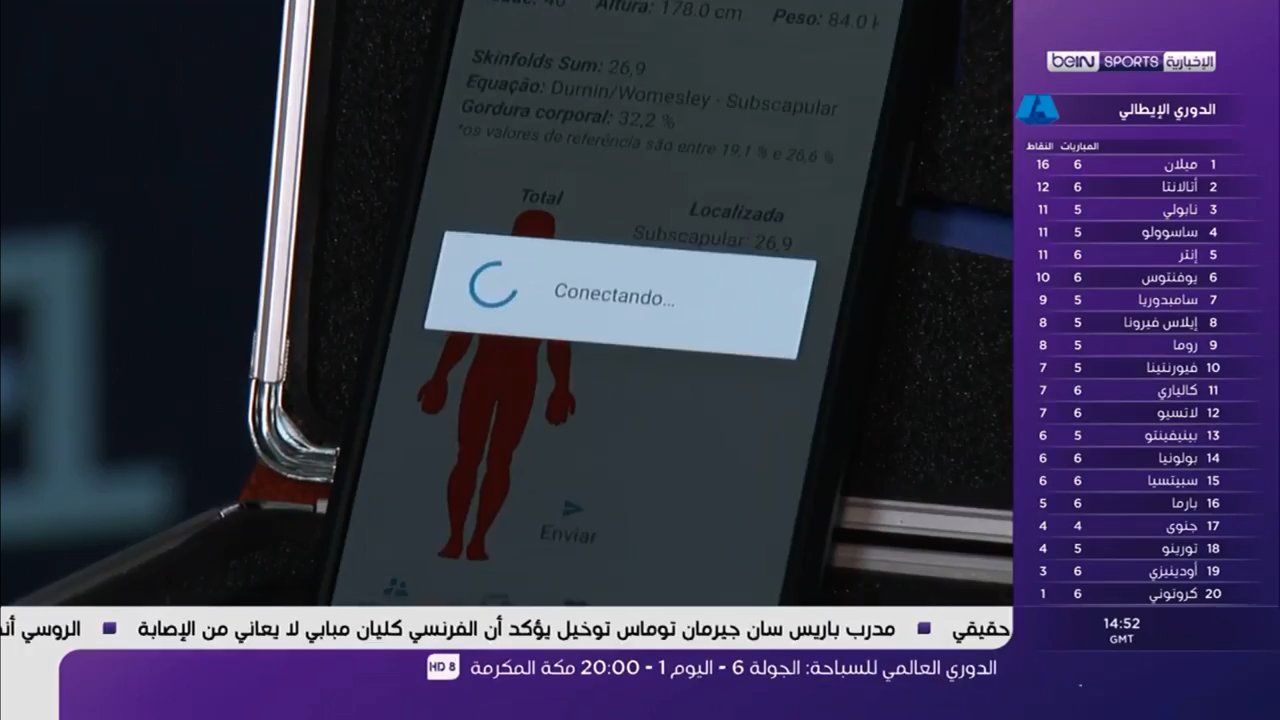 Altura: 178.0 cm Peso: 84.0
Skinfolds Sum: 26,9
Equação: Durnin/Womesley - Subscapular
Gordura corporal: 32,2 %
*os valores de referência são entre 19,1 % e 26,6 %
Total
Localizada
Subscapular: 26,9
Conectando...
Enviar
beIN SPORTS الإخبارية
الدوري الإيطالي
المباريات النقاط
1 ميلان 6 16
2 أتالانتا 6 12
3 نابولي 5 11
4 ساسوولو 5 11
5 إنتر 6 11
6 يوفنتوس 6 10
7 سامبدوريا 5 9
8 إيلاس فيرونا 5 8
9 روما 5 8
10 فيورنتينا 5 7
11 كالياري 6 7
12 لاتسيو 6 7
13 بينيفينتو 5 6
14 بولونيا 6 6
15 سبيتسيا 6 6
16 بارما 6 5
17 جنوى 4 4
18 تورينو 5 4
19 أودينيزي 6 3
20 كروتوني 6 1
14:52
GMT
حقيقي ■ مدرب باريس سان جيرمان توماس توخيل يؤكد أن الفرنسي كليان مبابي لا يعاني من الإصابة ■ الروسي
الدوري العالمي للسباحة: الجولة 6 - اليوم 1 - 20:00 مكة المكرمة HD 8